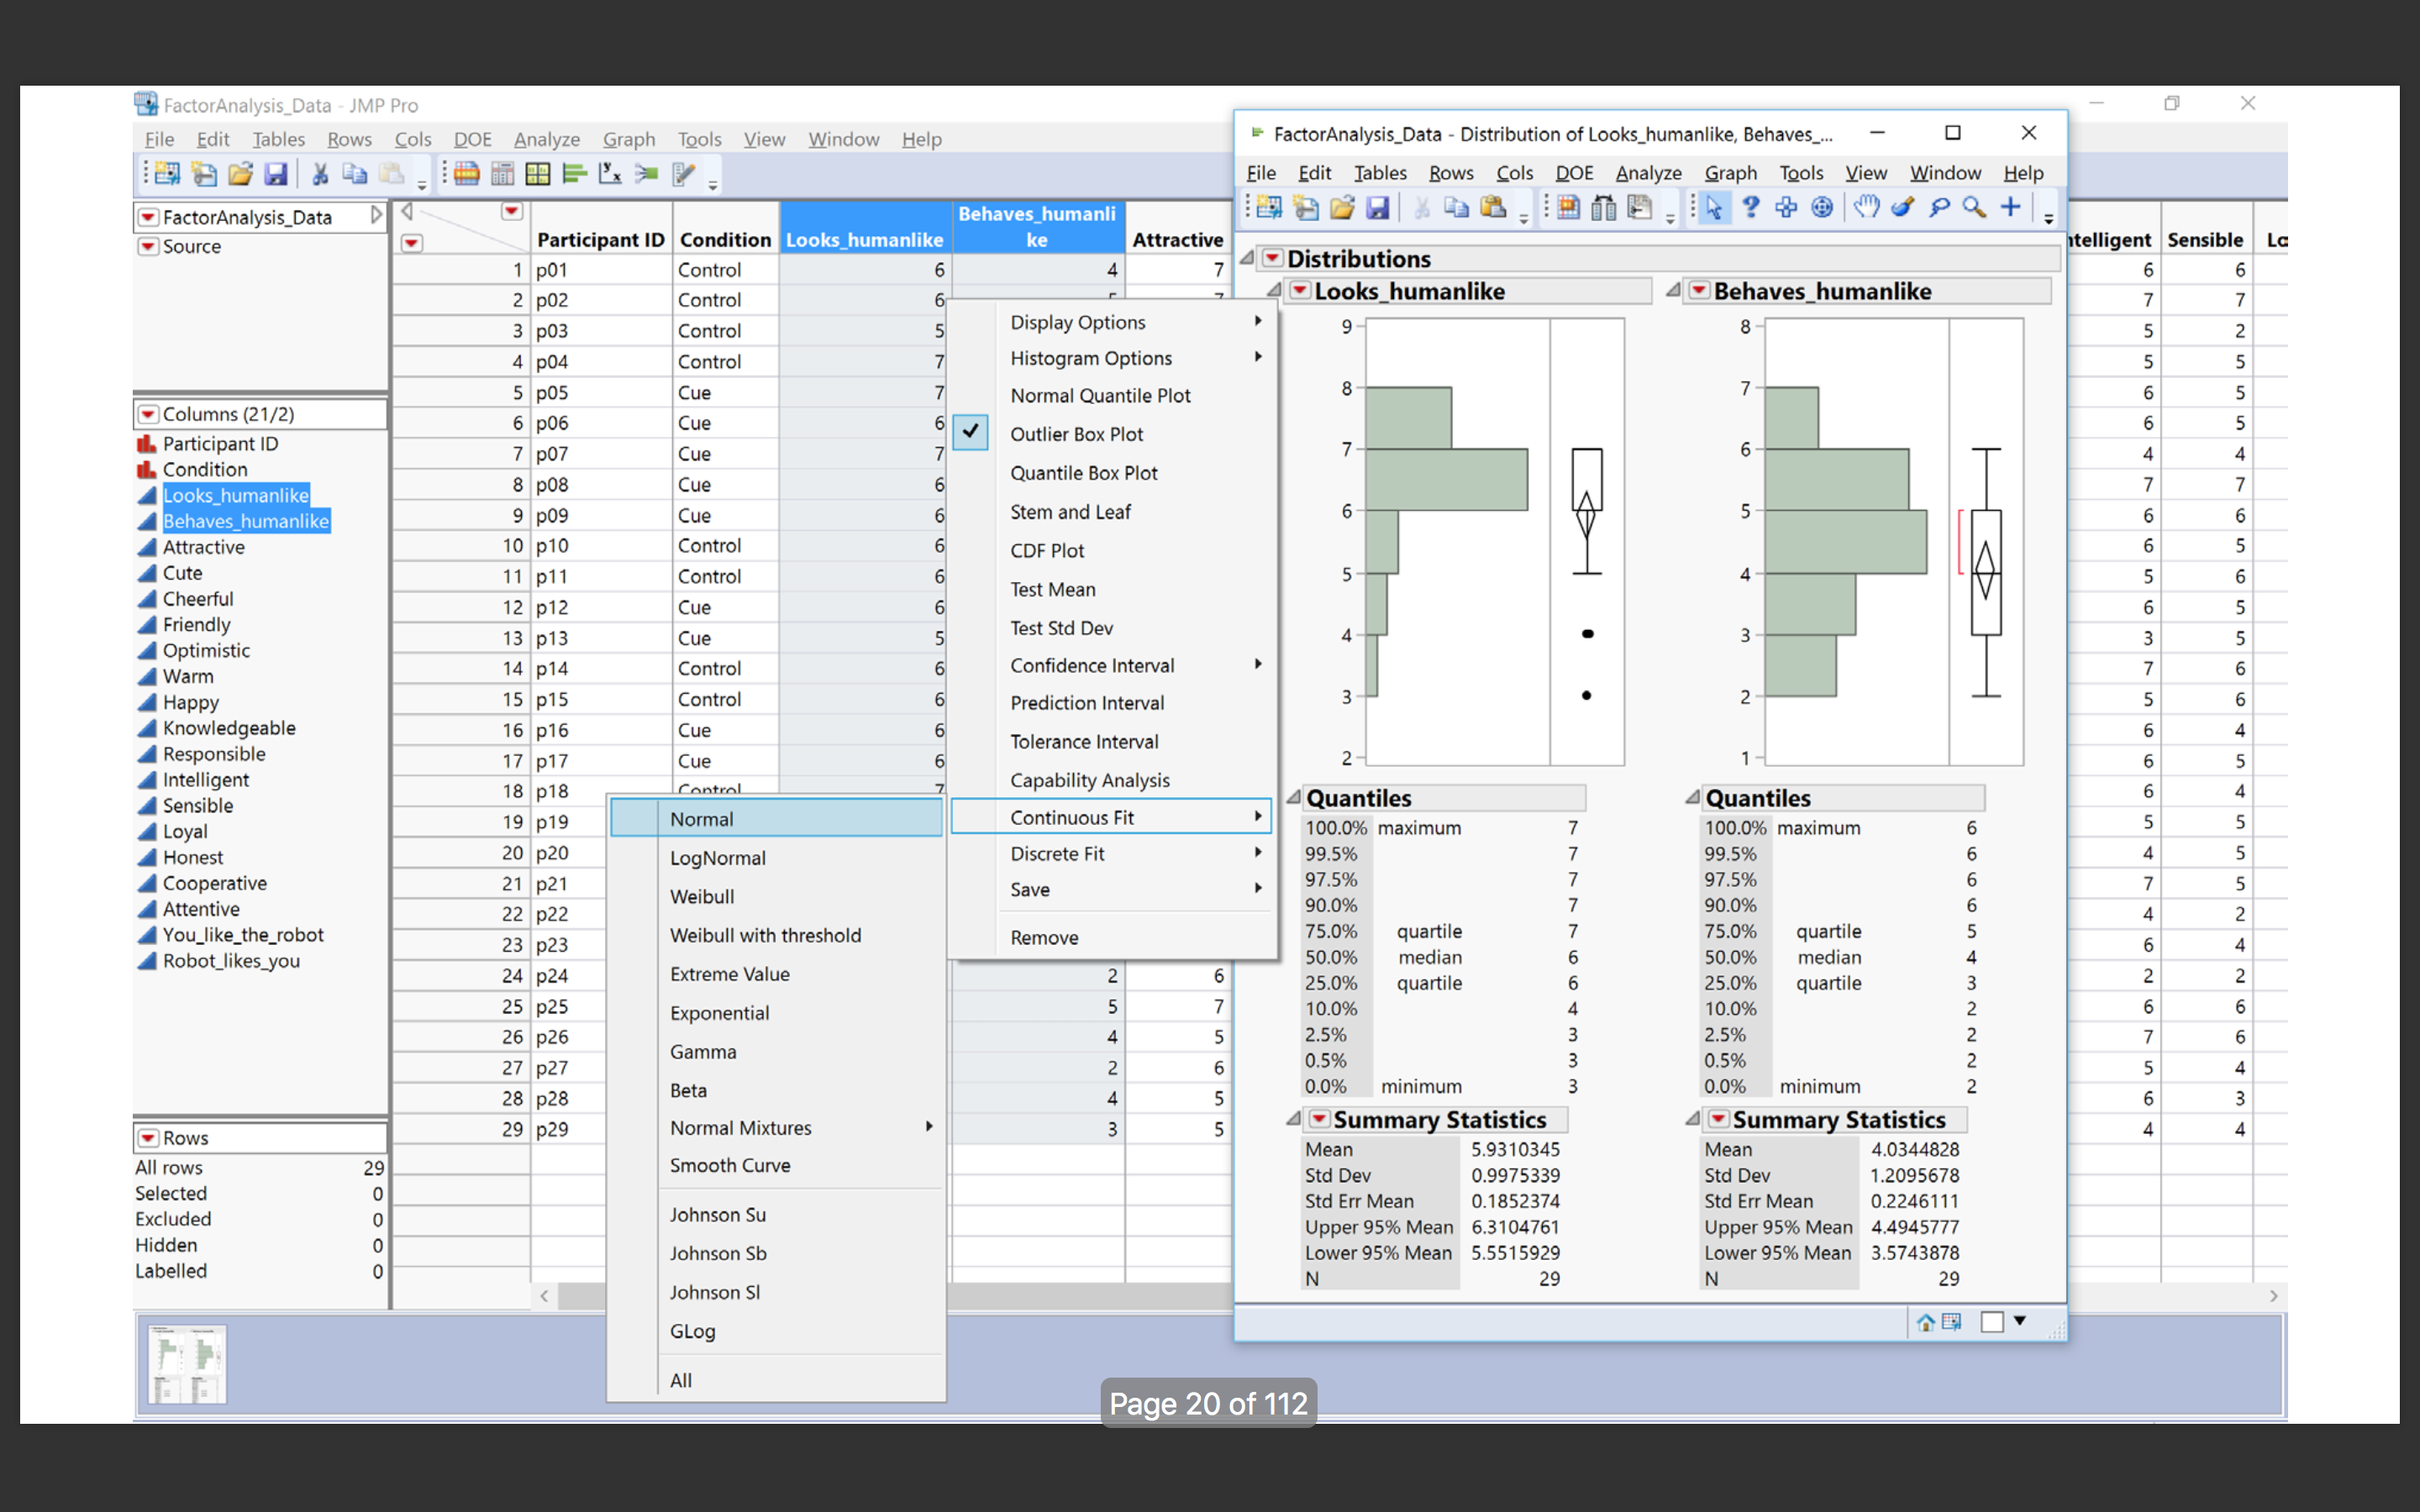 FactorAnalysis_Data - JMP Pro
File Edit Tables Rows Cols DOE Analyze Graph Tools View Window Help
FactorAnalysis_Data
Source
Columns (21/2)
Participant ID
Condition
Looks_humanlike
Behaves_humanlike
Attractive
Cute
Cheerful
Friendly
Optimistic
Warm
Happy
Knowledgeable
Responsible
Intelligent
Sensible
Loyal
Honest
Cooperative
Attentive
You_like_the_robot
Robot_likes_you
Rows
All rows 29
Selected 0
Excluded 0
Hidden 0
Labelled 0
Participant ID Condition Looks_humanlike Behaves_humanli
ke Attractive
1 p01 Control 6 4 7
2 p02 Control 6
3 p03 Control 5
4 p04 Control 7
5 p05 Cue 7
6 p06 Cue 6
7 p07 Cue 7
8 p08 Cue 6
9 p09 Cue 6
10 p10 Control 6
11 p11 Control 6
12 p12 Cue 6
13 p13 Cue 5
14 p14 Control 6
15 p15 Control 6
16 p16 Cue 6
17 p17 Cue 6
18 p18 Control 7
19 p19
20 p20
21 p21
22 p22
23 p23
24 p24 2 6
25 p25 5 7
26 p26 4 5
27 p27 2 6
28 p28 4 5
29 p29 3 5
Display Options
Histogram Options
Normal Quantile Plot
Outlier Box Plot
Quantile Box Plot
Stem and Leaf
CDF Plot
Test Mean
Test Std Dev
Confidence Interval
Prediction Interval
Tolerance Interval
Capability Analysis
Continuous Fit
Discrete Fit
Save
Remove
Normal
LogNormal
Weibull
Weibull with threshold
Extreme Value
Exponential
Gamma
Beta
Normal Mixtures
Smooth Curve
Johnson Su
Johnson Sb
Johnson Sl
GLog
All
FactorAnalysis_Data - Distribution of Looks_humanlike, Behaves_...
File Edit Tables Rows Cols DOE Analyze Graph Tools View Window Help
Distributions
Looks_humanlike
9
8
7
6
5
4
3
2
Quantiles
100.0% maximum 7
99.5% 7
97.5% 7
90.0% 7
75.0% quartile 7
50.0% median 6
25.0% quartile 6
10.0% 4
2.5% 3
0.5% 3
0.0% minimum 3
Summary Statistics
Mean 5.9310345
Std Dev 0.9975339
Std Err Mean 0.1852374
Upper 95% Mean 6.3104761
Lower 95% Mean 5.5515929
N 29
Behaves_humanlike
8
7
6
5
4
3
2
1
Quantiles
100.0% maximum 6
99.5% 6
97.5% 6
90.0% 6
75.0% quartile 5
50.0% median 4
25.0% quartile 3
10.0% 2
2.5% 2
0.5% 2
0.0% minimum 2
Summary Statistics
Mean 4.0344828
Std Dev 1.2095678
Std Err Mean 0.2246111
Upper 95% Mean 4.4945777
Lower 95% Mean 3.5743878
N 29
ntelligent Sensible Lo
6 6
7 7
5 2
5 5
6 5
6 5
4 4
7 7
6 6
6 5
5 6
6 5
3 5
7 6
5 6
6 4
6 5
6 4
5 5
4 5
7 5
4 2
6 4
2 2
6 6
7 6
5 4
6 3
4 4
Page 20 of 112